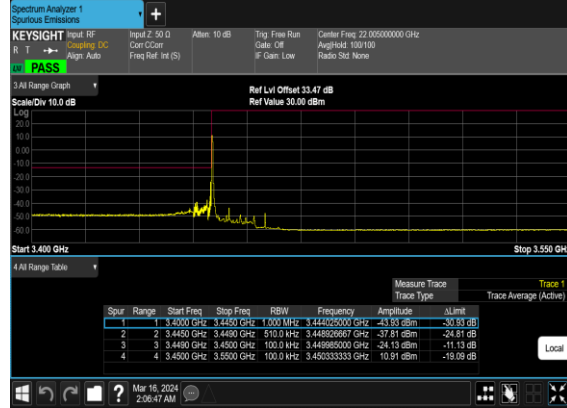 Spectrum Analyzer 1
Spurious Emissions
KEYSIGHT Input: RF Input Z: 50 Ω Atten: 10 dB Trig: Free Run Center Freq: 22.005000000 GHz
R T Coupling: DC Corr CCorr Gate: Off Avg|Hold: 100/100
Align: Auto Freq Ref: Int (S) IF Gain: Low Radio Std: None
PASS
3 All Range Graph Ref Lvl Offset 33.47 dB
Scale/Div 10.0 dB Ref Value 30.00 dBm
Log
20.0
10.0
0.00
-10.0
-20.0
-30.0
-40.0
-50.0
-60.0
Start 3.400 GHz Stop 3.550 GH
4 All Range Table
Measure Trace Trace 1
Trace Type Trace Average (Active)
Spur Range Start Freq Stop Freq RBW Frequency Amplitude ΔLimit
1 1 3.4000 GHz 3.4450 GHz 1.000 MHz 3.444025000 GHz -43.93 dBm -30.93 dB
2 2 3.4450 GHz 3.4490 GHz 510.0 kHz 3.448926667 GHz -37.81 dBm -24.81 dB
3 3 3.4490 GHz 3.4500 GHz 100.0 kHz 3.449985000 GHz -24.13 dBm -11.13 dB
4 4 3.4500 GHz 3.5500 GHz 100.0 kHz 3.450333333 GHz 10.91 dBm -19.09 dB
Local
Mar 16, 2024
2:06:47 AM